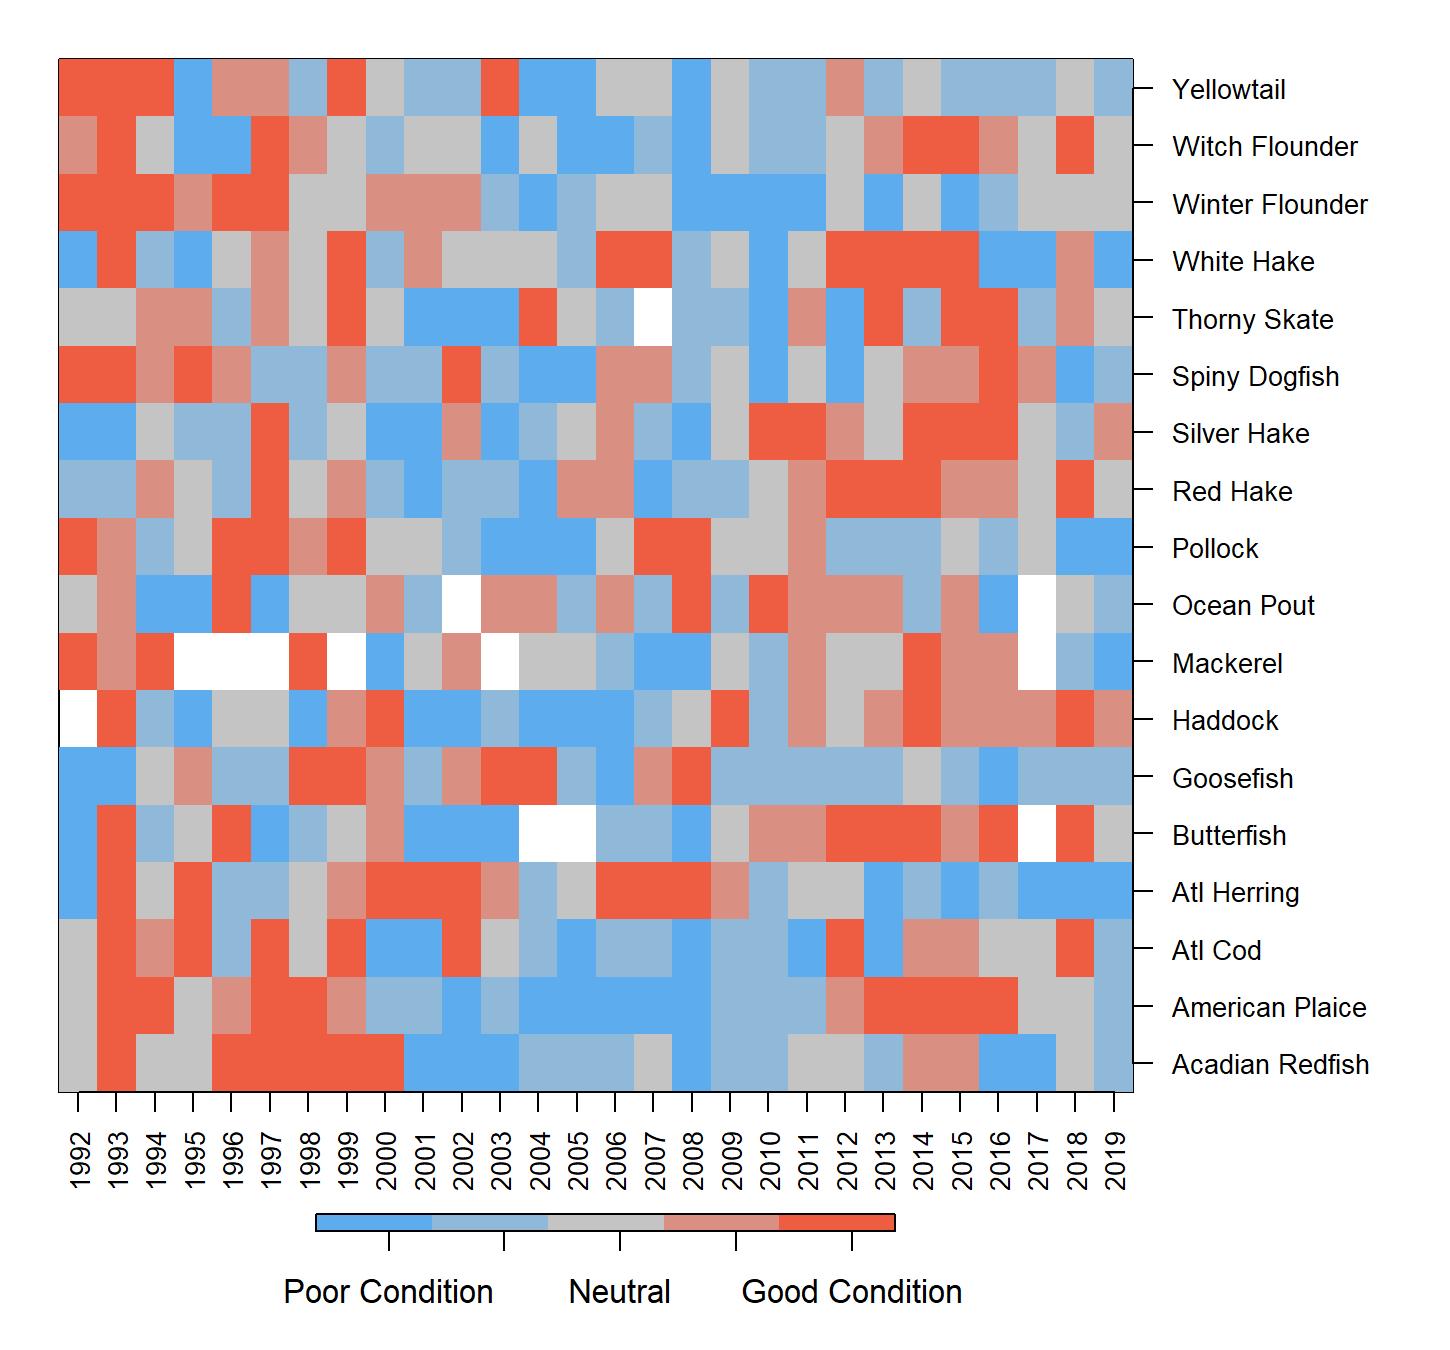 Yellowtail
Witch Flounder
Winter Flounder
White Hake
Thorny Skate
Spiny Dogfish
Silver Hake
Red Hake
Pollock
Ocean Pout
Mackerel
Haddock
Goosefish
Butterfish
Atl Herring
Atl Cod
American Plaice
Acadian Redfish
1992 1993 1994 1995 1996 1997 1998 1999 2000 2001 2002 2003 2004 2005 2006 2007 2008 2009 2010 2011 2012 2013 2014 2015 2016 2017 2018 2019
Poor Condition Neutral Good Condition